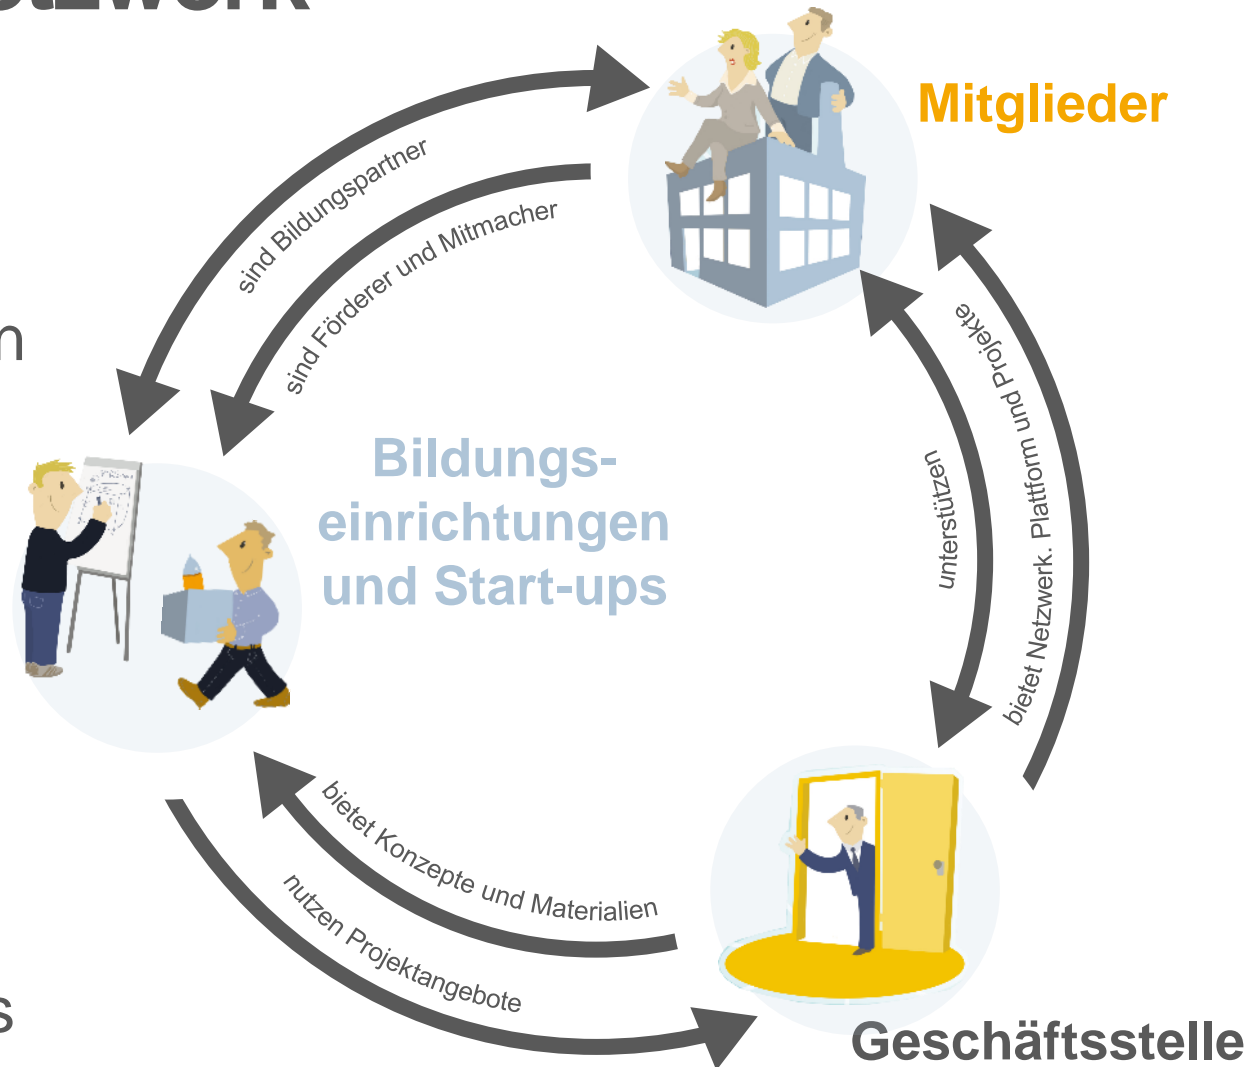 Mitglieder
sind Bildungspartner
sind Förderer und Mitmacher
bietet Netzwerk. Plattform und Projekte
unterstützen
Bildungs-
einrichtungen
und Start-ups
bietet Konzepte und Materialien
nutzen Projektangebote
Geschäftsstelle